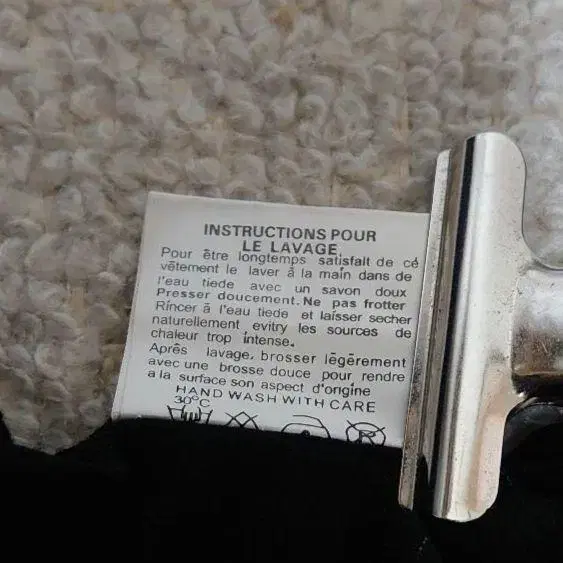 INSTRUCTIONS POUR
LE LAVAGE.
Pour être longtemps satisfalt de cé
vētement le laver â la main dans de
l'eau tiede avec un savon doux
Presser doucement. Ne pas frotter
Rincer à l'eau tiede et laisser secher
naturellement evitry les sources de
chaleur trop intense.
Après lavage. brosser lēgērement
avec une brosse douce pour rendre
a la surface son aspect d'origine
HAND WASH WITH CARE
30°C